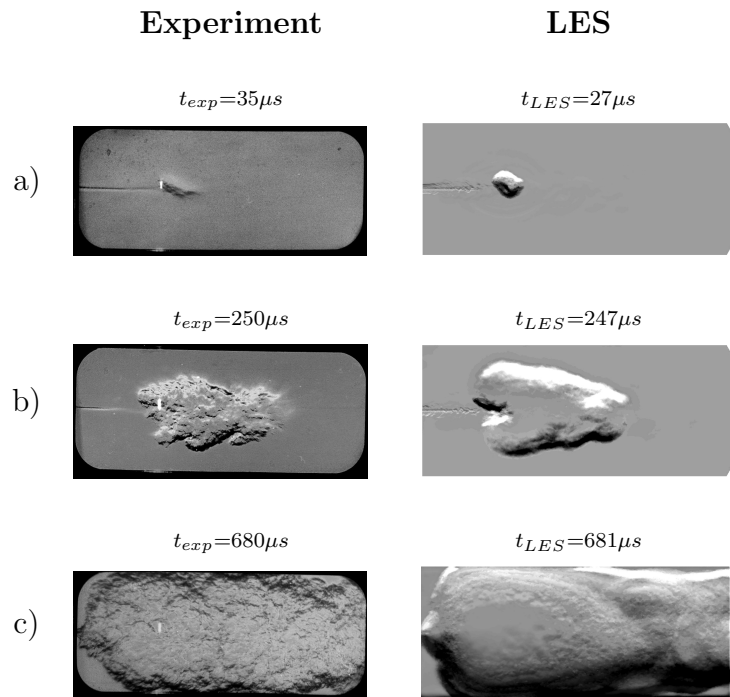 Experiment LES
t_exp=35μs t_LES=27μs
a)
t_exp=250μs t_LES=247μs
b)
t_exp=680μs t_LES=681μs
c)